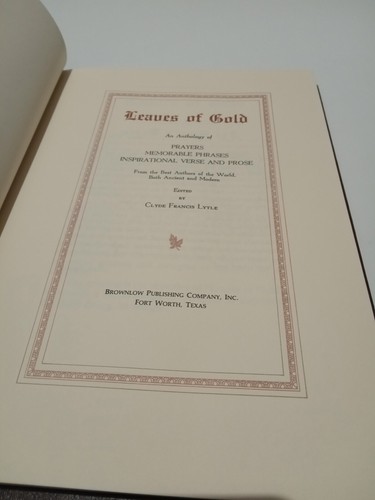 Leaves of Gold
An Anthology of
PRAYERS
MEMORABLE PHRASES
INSPIRATIONAL VERSE AND PROSE
From the Best Authors of the World,
Both Ancient and Modern
EDITED
BY
CLYDE FRANCIS LYTLE
BROWNLOW PUBLISHING COMPANY, INC.
FORT WORTH, TEXAS